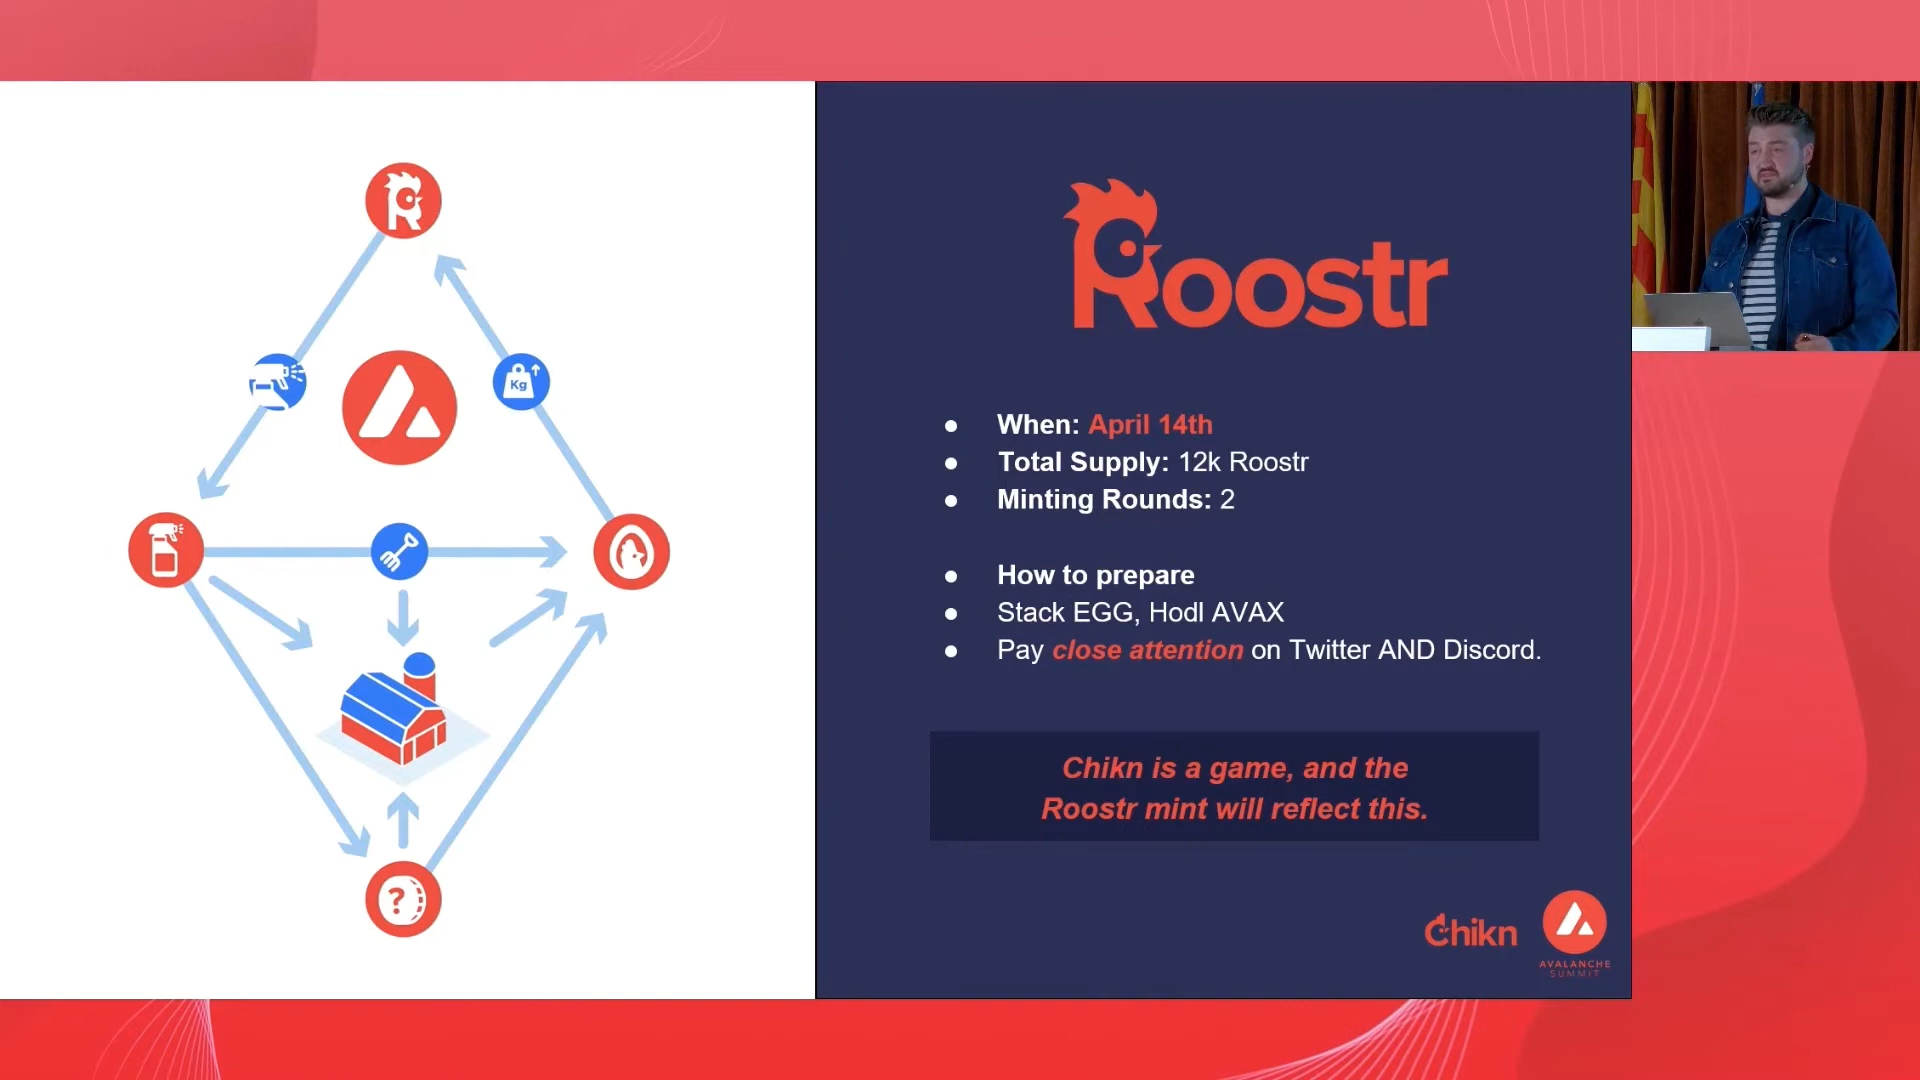 Kg
?
Roostr
When: April 14th
Total Supply: 12k Roostr
Minting Rounds: 2
How to prepare
Stack EGG, Hodl AVAX
Pay close attention on Twitter AND Discord.
Chikn is a game, and the
Roostr mint will reflect this.
Chikn
AVALANCHE
SUMMIT